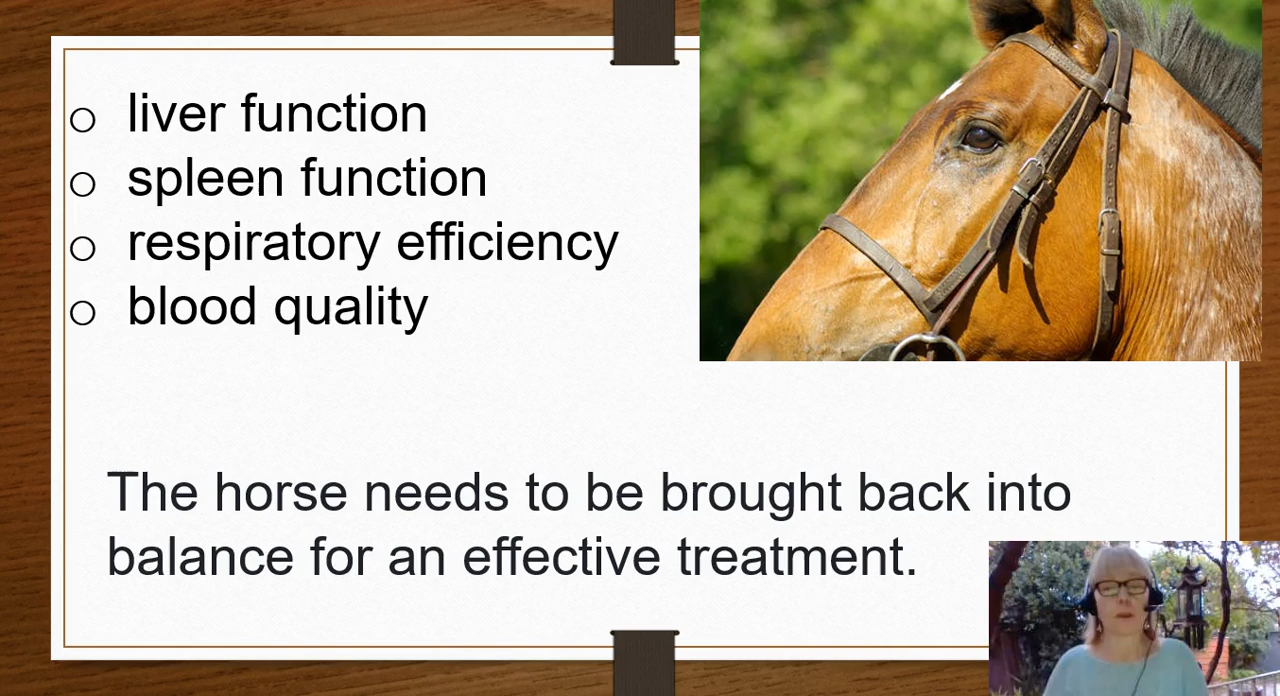 liver function
spleen function
respiratory efficiency
blood quality
The horse needs to be brought back into
balance for an effective treatment.